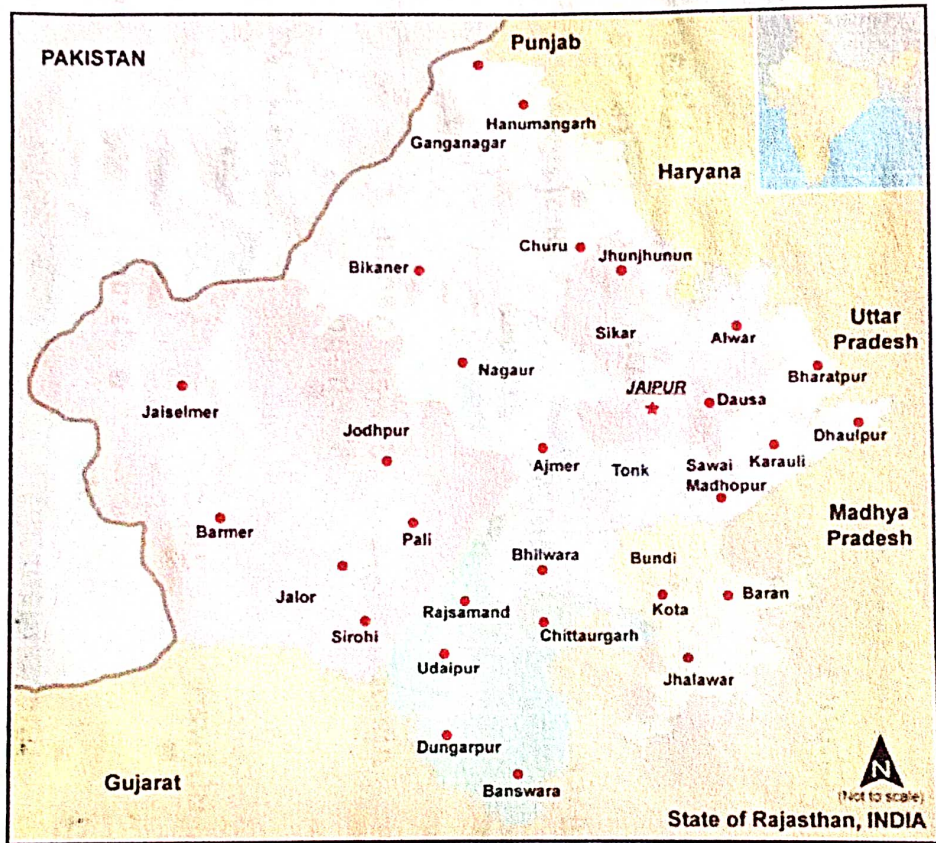 PAKISTAN
Punjab
Hanumangarh
Ganganagar
Haryana
Churu
Jhunjhunun
Bikaner
Sikar
Alwar
Uttar
Pradesh
Nagaur
Bharatpur
JAIPUR
Jaiselmer
Dausa
Jodhpur
Dhaulpur
Ajmer
Tonk
Sawai
Madhopur
Karauli
Barmer
Pali
Madhya
Pradesh
Bhilwara
Bundi
Jalor
Rajsamand
Kota
Baran
Sirohi
Chittaurgarh
Udaipur
Jhalawar
Dungarpur
Gujarat
Banswara
N
(Not to scale)
State of Rajasthan, INDIA